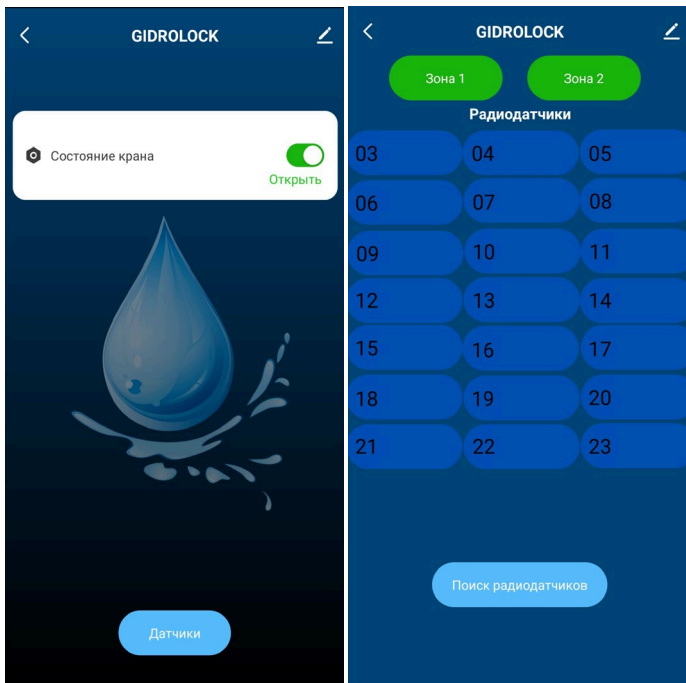 GIDROLOCK
Состояние крана
Открыть
Датчики
GIDROLOCK
Зона 1 Зона 2
Радиодатчики
03 04 05
06 07 08
09 10 11
12 13 14
15 16 17
18 19 20
21 22 23
Поиск радиодатчиков